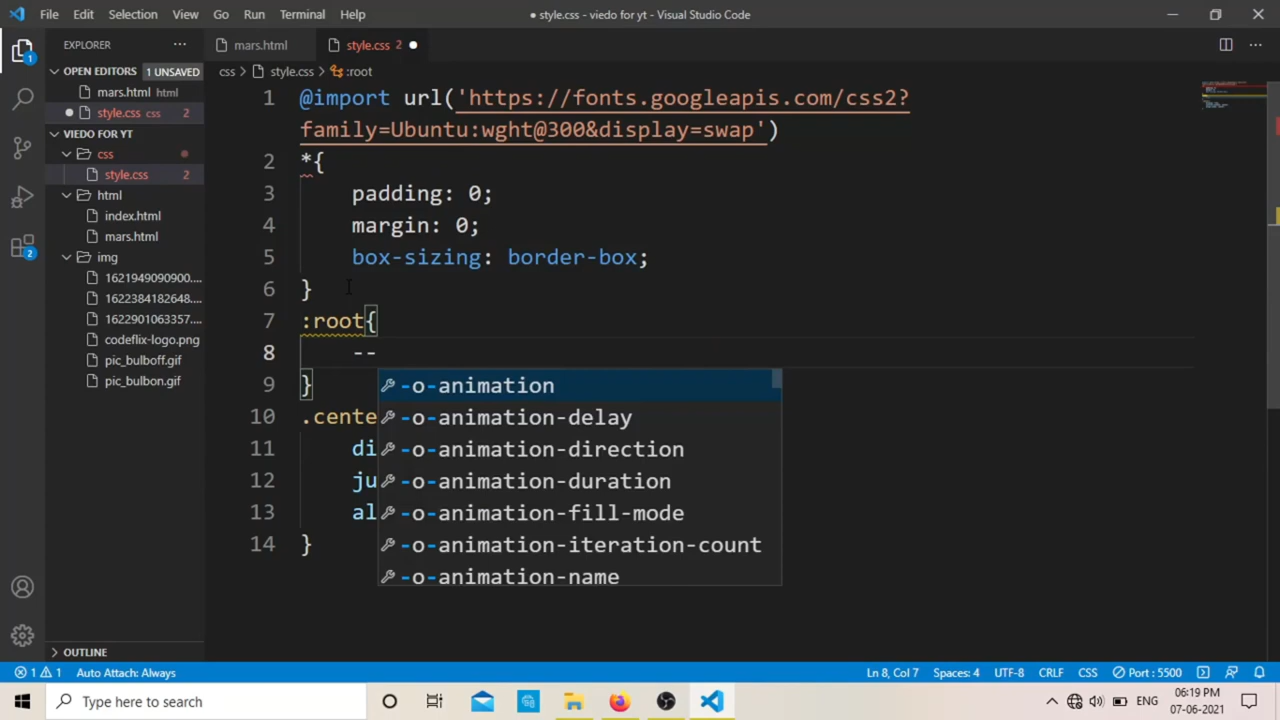 File Edit Selection View Go Run Terminal Help
● style.css - viedo for yt - Visual Studio Code
EXPLORER
mars.html
style.css 2
OPEN EDITORS 1 UNSAVED
mars.html html
style.css css 2
VIEDO FOR YT
css
style.css 2
html
index.html
mars.html
img
1621949090900....
1622384182648....
1622901063357....
codeflix-logo.png
pic_bulboff.gif
pic_bulbon.gif
OUTLINE
css > style.css > :root
1 @import url('https://fonts.googleapis.com/css2?
family=Ubuntu:wght@300&display=swap')
2 *{
3 padding: 0;
4 margin: 0;
5 box-sizing: border-box;
6 }
7 :root{
8 --
9 }
-o-animation
10 .cente
-o-animation-delay
11 di
-o-animation-direction
12 ju
-o-animation-duration
13 al
-o-animation-fill-mode
14 }
-o-animation-iteration-count
-o-animation-name
1 1 Auto Attach: Always
Ln 8, Col 7 Spaces: 4 UTF-8 CRLF CSS Port : 5500
Type here to search
ENG
06:19 PM
07-06-2021